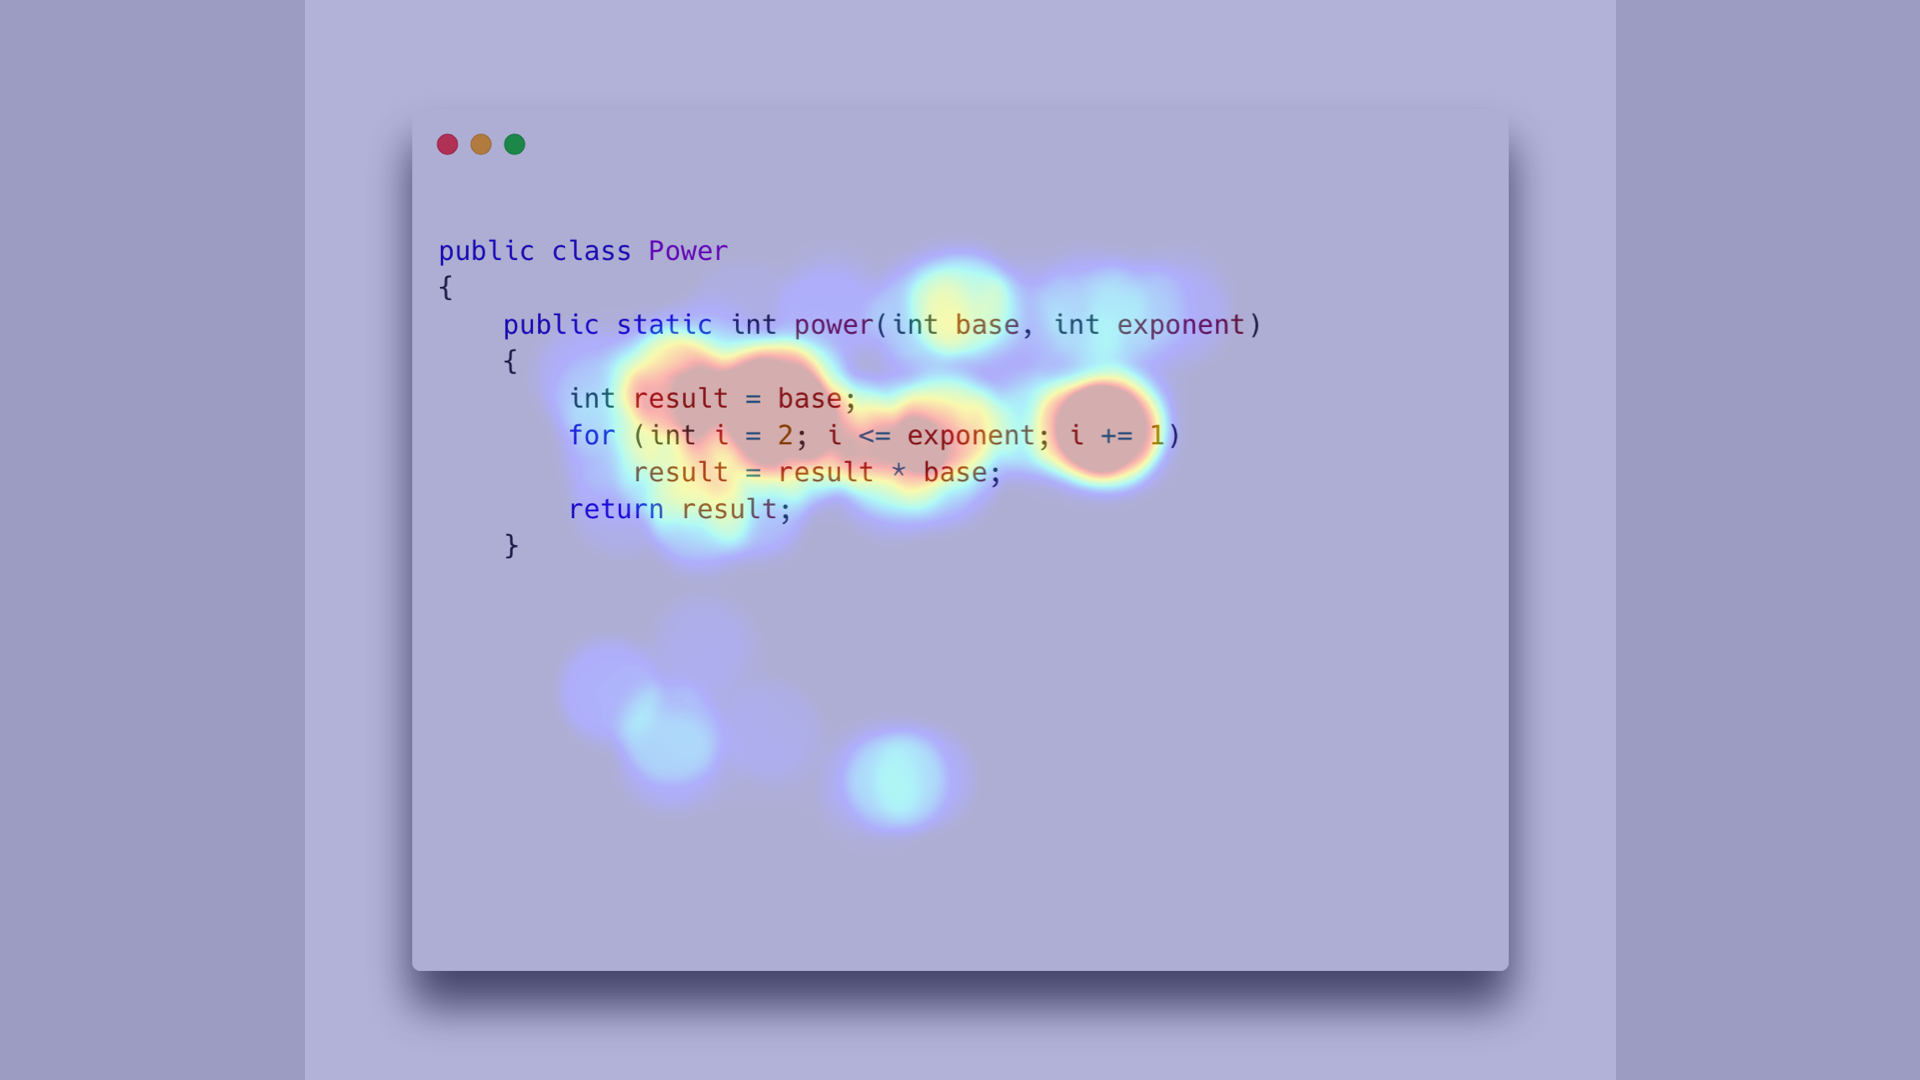 public class Power
{
    public static int power(int base, int exponent)
    {
        int result = base;
        for (int i = 2; i <= exponent; i += 1)
            result = result * base;
        return result;
    }